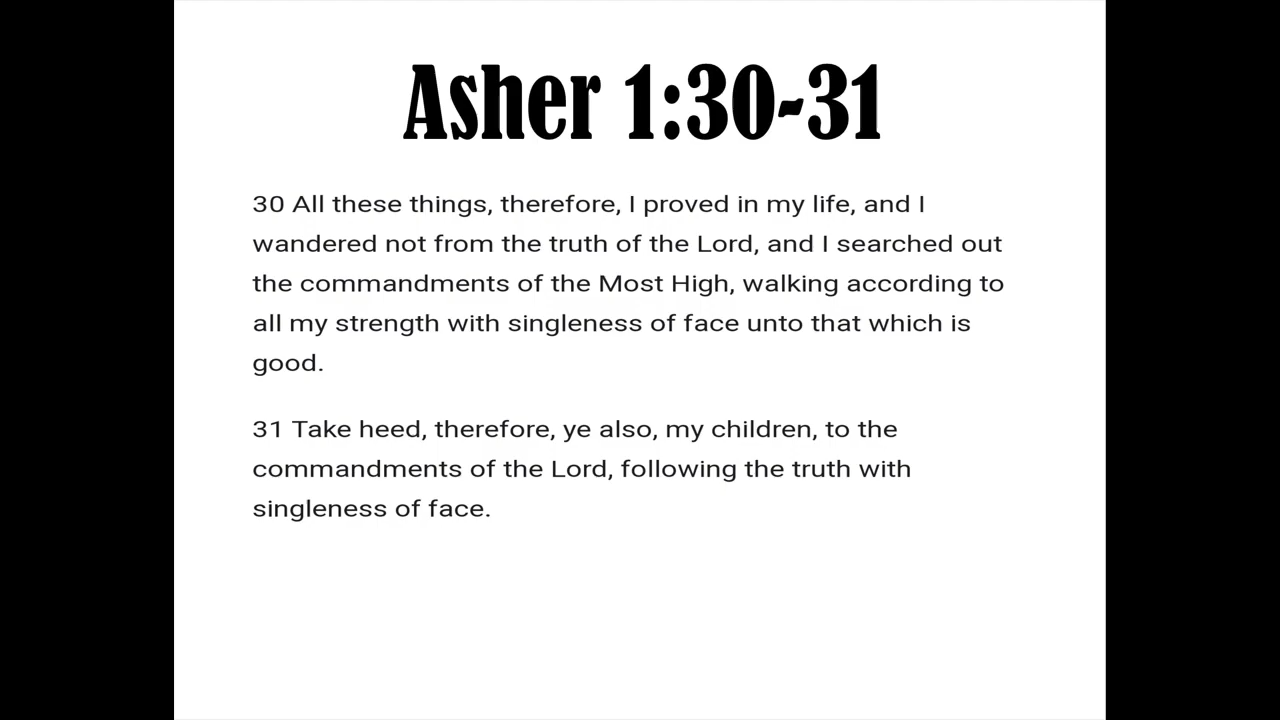 Asher 1:30-31
30 All these things, therefore, I proved in my life, and I
wandered not from the truth of the Lord, and I searched out
the commandments of the Most High, walking according to
all my strength with singleness of face unto that which is
good.
31 Take heed, therefore, ye also, my children, to the
commandments of the Lord, following the truth with
singleness of face.